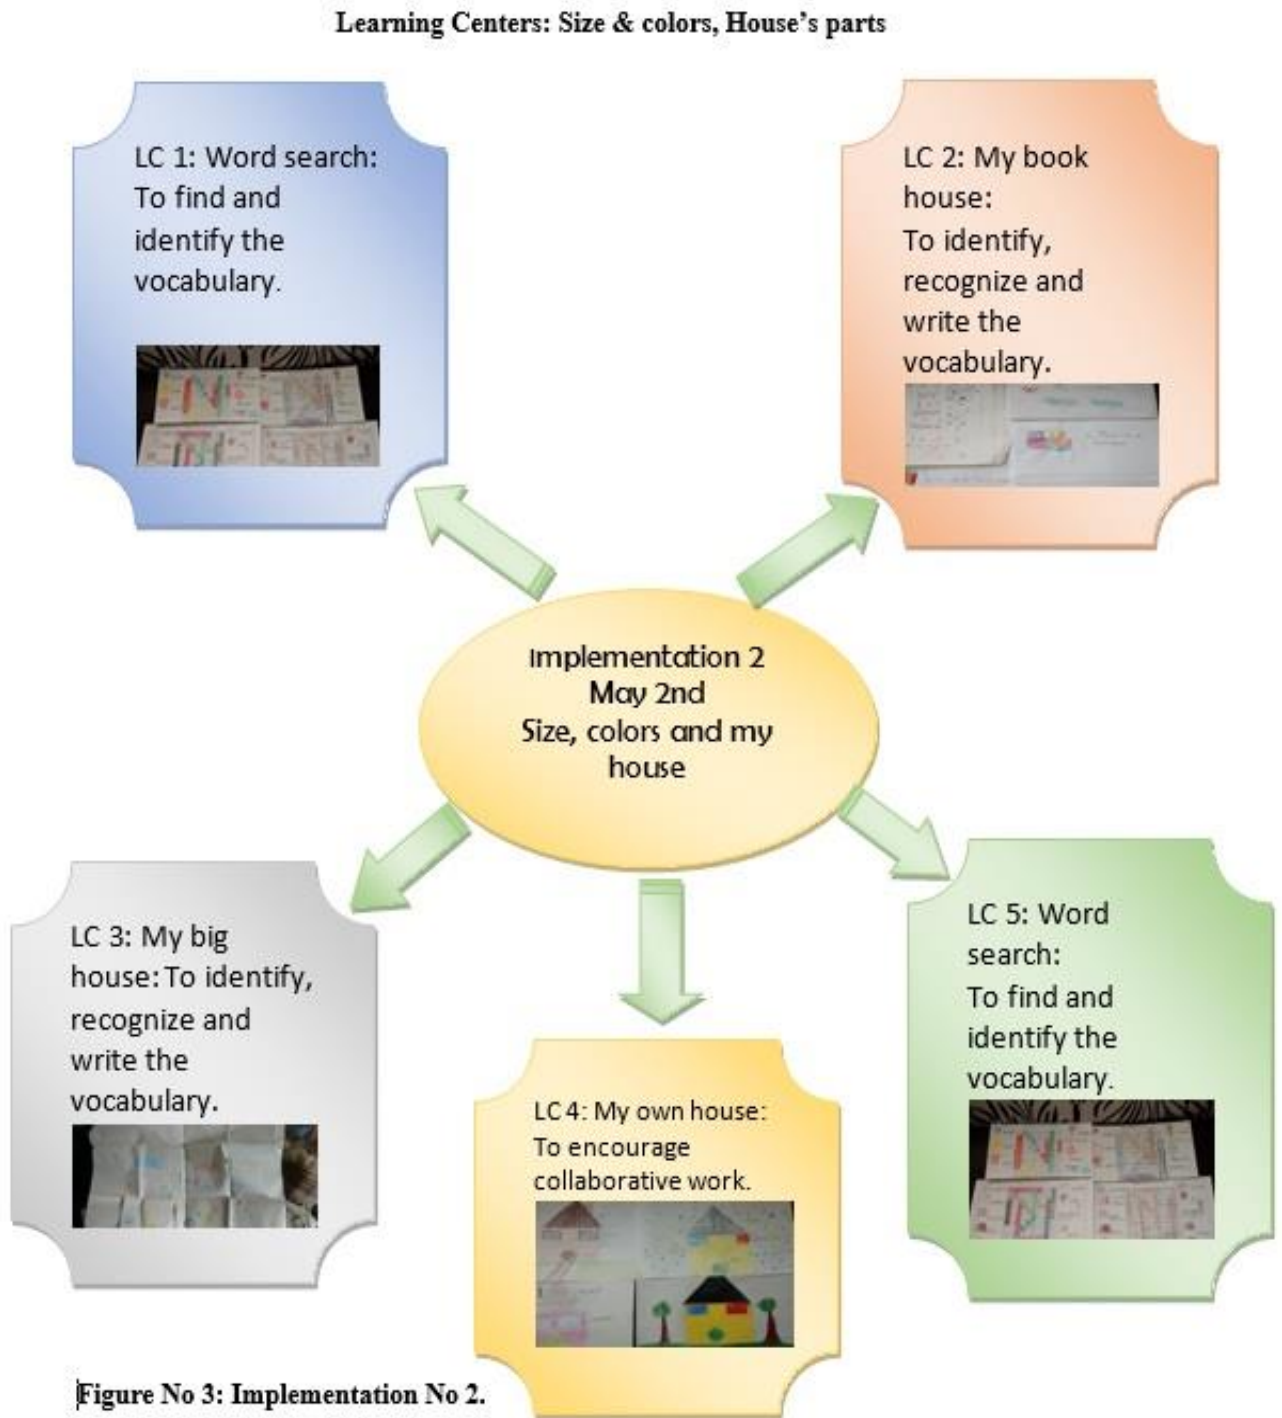 Learning Centers: Size & colors, House’s parts
LC 1: Word search:
To find and
identify the
vocabulary.
LC 2: My book
house:
To identify,
recognize and
write the
vocabulary.
Implementation 2
May 2nd
Size, colors and my
house
LC 3: My big
house: To identify,
recognize and
write the
vocabulary.
LC 4: My own house:
To encourage
collaborative work.
LC 5: Word
search:
To find and
identify the
vocabulary.
Figure No 3: Implementation No 2.